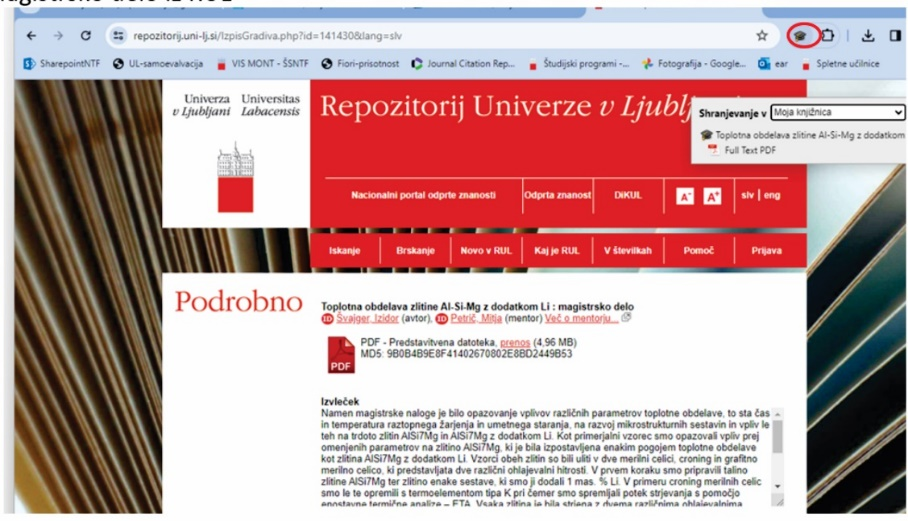 magistrsko delo iz RUL
repozitorij.uni-lj.si/IzpisGradiva.php?id=141430&lang=slv
SharepointNTF UL-samoevalvacija VIS MONT - ŠSNTF Fiori-prisotnost Journal Citation Rep... Študijski programi -... Fotografija - Google... ear Spletne učilnice
Univerza v Ljubljani
Universitas Labacensis
Repozitorij Univerze v Ljublj
Shranjevanje v Moja knjižnica
Toplotna obdelava zlitine Al-Si-Mg z dodatkom
Full Text PDF
Nacionalni portal odprte znanosti Odprta znanost DiKUL A- A+ slv | eng
Iskanje Brskanje Novo v RUL Kaj je RUL V številkah Pomoč Prijava
Podrobno
Toplotna obdelava zlitine Al-Si-Mg z dodatkom Li : magistrsko delo
ID Švajger, Izidor (avtor), ID Petrič, Mitja (mentor) Več o mentorju...
PDF - Predstavitvena datoteka, prenos (4,96 MB)
MD5: 9B0B4B9E8F41402670802E8BD2449B53
PDF
Izvleček
Namen magistrske naloge je bilo opazovanje vplivov različnih parametrov toplotne obdelave, to sta čas
in temperatura raztopnega žarjenja in umetnega staranja, na razvoj mikrostrukturnih sestavin in vpliv le
teh na trdoto zlitin AlSi7Mg in AlSi7Mg z dodatkom Li. Kot primerjalni vzorec smo opazovali vpliv prej
omenjenih parametrov na zlitino AlSi7Mg, ki je bila izpostavljena enakim pogojem toplotne obdelave
kot zlitina AlSi7Mg z dodatkom Li. Vzorci obeh zlitin so bili uliti v dve merilni celici, croning in grafitno
merilno celico, ki predstavljata dve različni ohlajevalni hitrosti. V prvem koraku smo pripravili talino
zlitine AlSi7Mg ter zlitino enake sestave, ki smo ji dodali 1 mas. % Li. V primeru croning merilnih celic
smo le te opremili s termoelementom tipa K pri čemer smo spremljali potek strjevanja s pomočjo
enostavne termične analize – ETA. Vsaka zlitina je bila strjena z dvema različnima ohlajevalnima